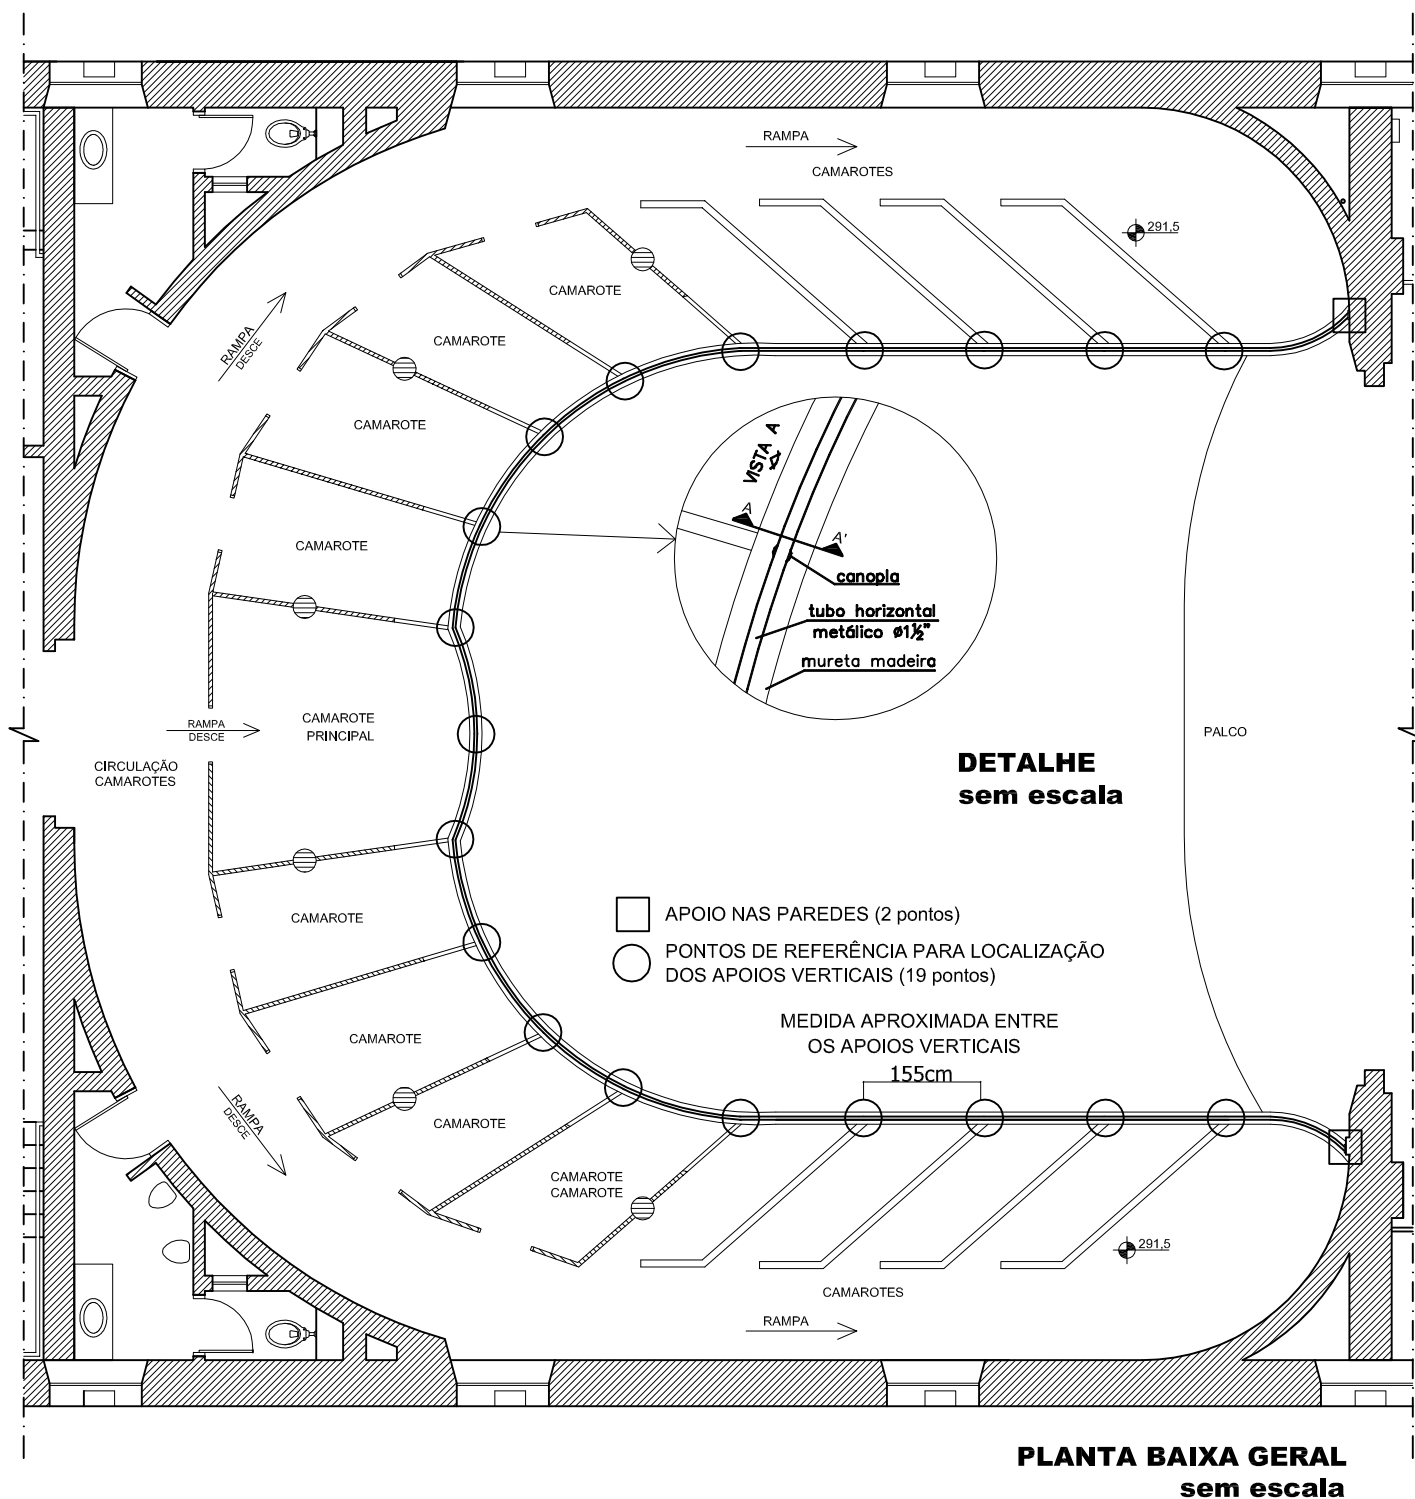 RAMPA
CAMAROTES
291,5
CAMAROTE
RAMPA
DESCE
CAMAROTE
CAMAROTE
VISTA A
A
A'
CAMAROTE
canopla
tubo horizontal
metálico ø1½"
mureta madeira
CAMAROTE
PRINCIPAL
RAMPA
DESCE
PALCO
CIRCULAÇÃO
CAMAROTES
DETALHE
sem escala
APOIO NAS PAREDES (2 pontos)
CAMAROTE
PONTOS DE REFERÊNCIA PARA LOCALIZAÇÃO
DOS APOIOS VERTICAIS (19 pontos)
MEDIDA APROXIMADA ENTRE
OS APOIOS VERTICAIS
155cm
CAMAROTE
RAMPA
DESCE
CAMAROTE
CAMAROTE
CAMAROTE
291,5
CAMAROTES
RAMPA
PLANTA BAIXA GERAL
sem escala